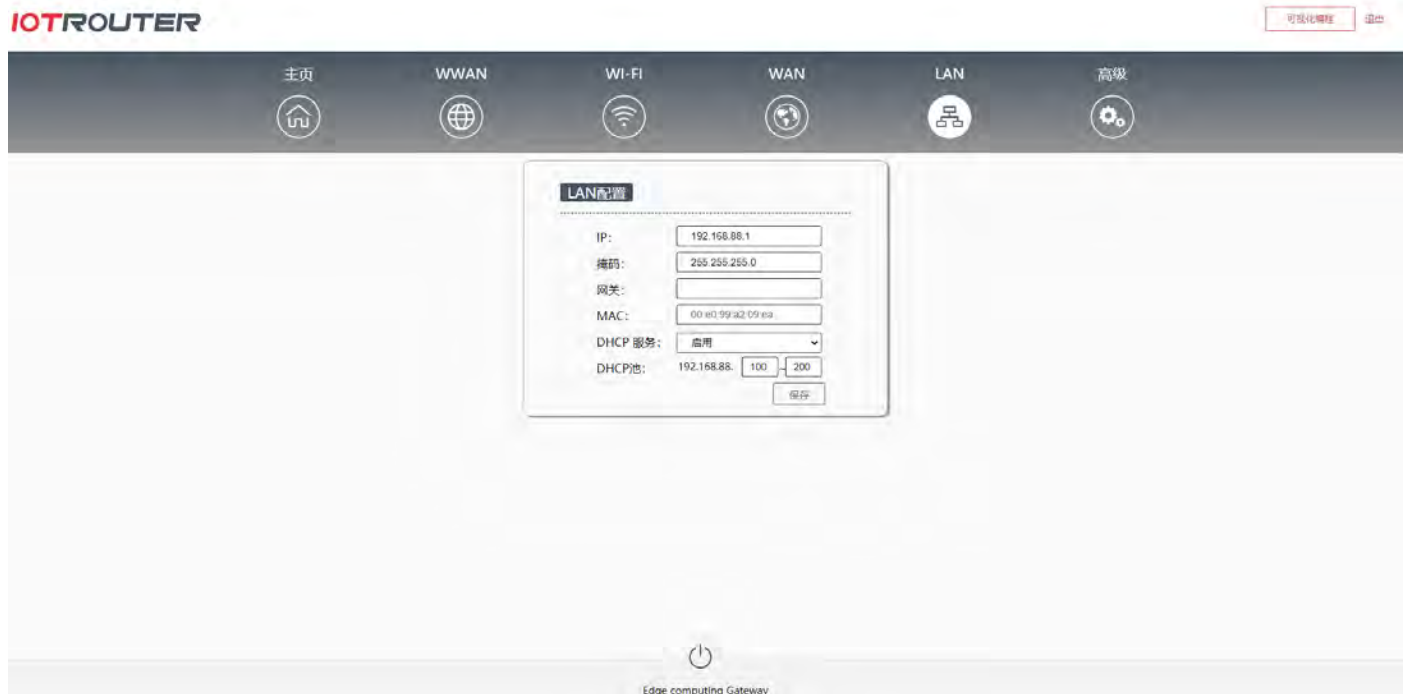 IOTROUTER
可视化编程 退出
主页 WWAN WI-FI WAN LAN 高级
LAN配置
IP: 192.168.88.1
掩码: 255.255.255.0
网关:
MAC: 00:e0:99:a2:09:ea
DHCP 服务: 启用
DHCP池: 192.168.88. 100 - 200
保存
Edge computing Gateway